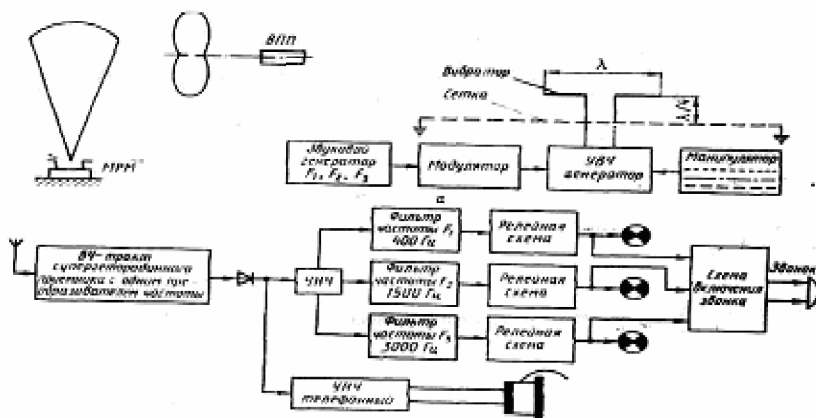 ВПП
МРМ
λ
Вибратор
Сетка
λ/4
Звуковой
генератор
F₁, F₂, F₃
Модулятор
УВЧ
генератор
Манипулятор
а
ВЧ-тракт
супергетеродинного
приемника с одним
частоты
УНЧ
Фильтр
частоты F₁
400 Гц
Релейная
схема
Фильтр
частоты F₂
1500 Гц
Релейная
схема
Фильтр
частоты F₃
3000 Гц
Релейная
схема
Схема
включения
звонка
Звонок
УНЧ
телефонный